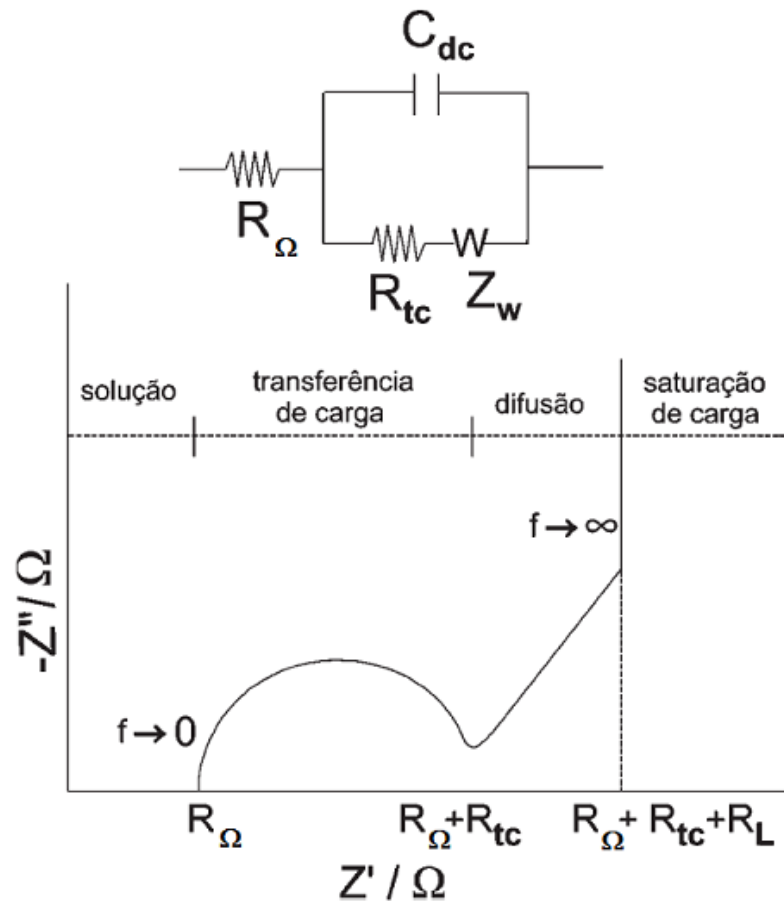 C_dc
R_Ω
R_tc Z_w
W
solução
transferência
de carga
difusão
saturação
de carga
f→∞
-Z"/Ω
f→0
R_Ω
R_Ω+R_tc
R_Ω+ R_tc+R_L
Z' / Ω